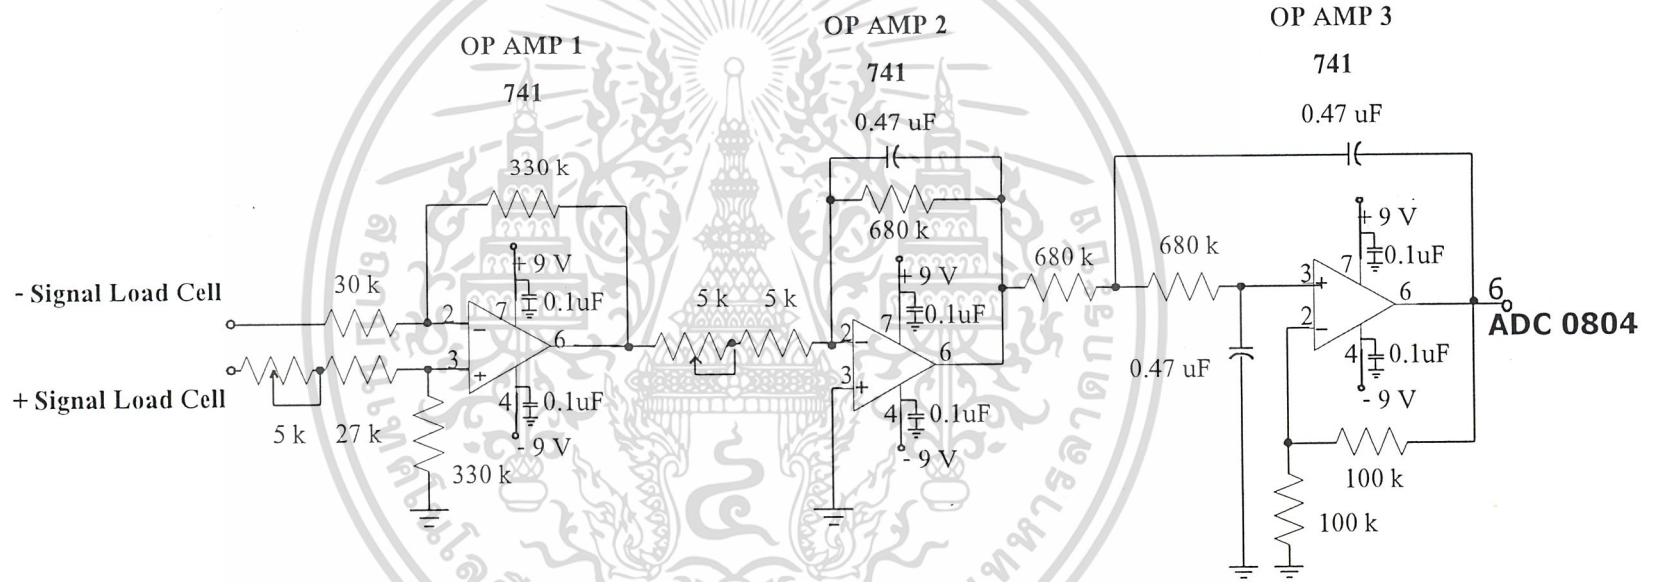 OP AMP 1
741
OP AMP 2
741
OP AMP 3
741
0.47 uF
0.47 uF
330 k
680 k
+ 9 V
0.1uF
+ 9 V
0.1uF
+ 9 V
0.1uF
- Signal Load Cell
30 k
2
7
-
3
+
6
4
0.1uF
- 9 V
+ Signal Load Cell
5 k
27 k
330 k
5 k
5 k
2
7
-
3
+
6
4
0.1uF
- 9 V
680 k
680 k
0.47 uF
3
7
+
2
-
6
4
0.1uF
- 9 V
6
ADC 0804
100 k
100 k